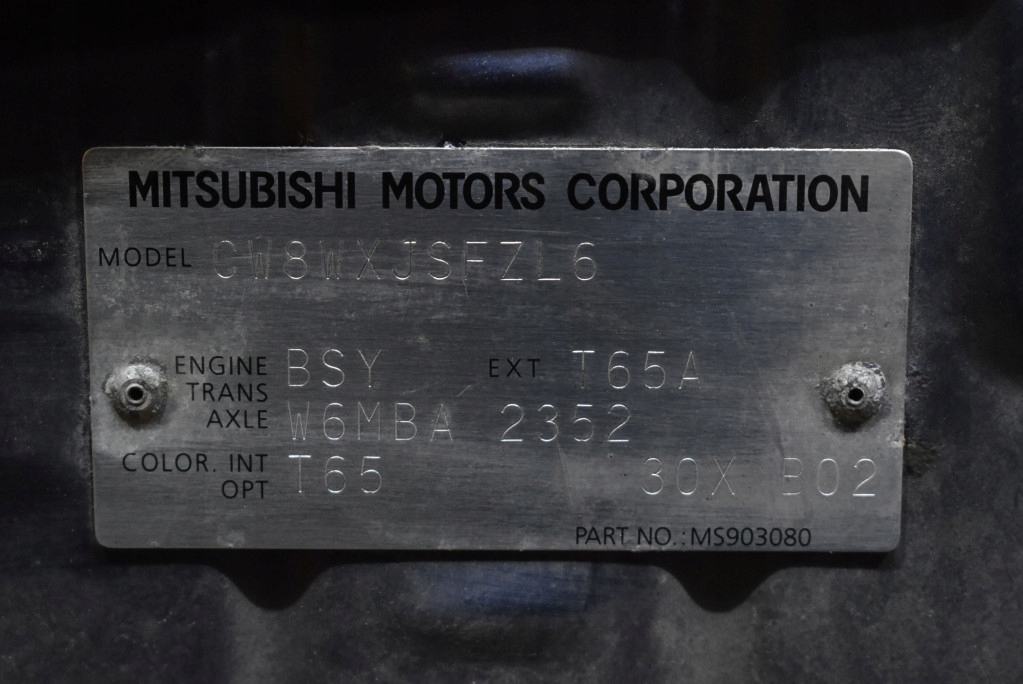 MITSUBISHI MOTORS CORPORATION
MODEL CW8WXJSFZL6
ENGINE BSY EXT T65A
TRANS
AXLE W6MBA 2352
COLOR. INT T65 30X B02
OPT
PART NO.:MS903080